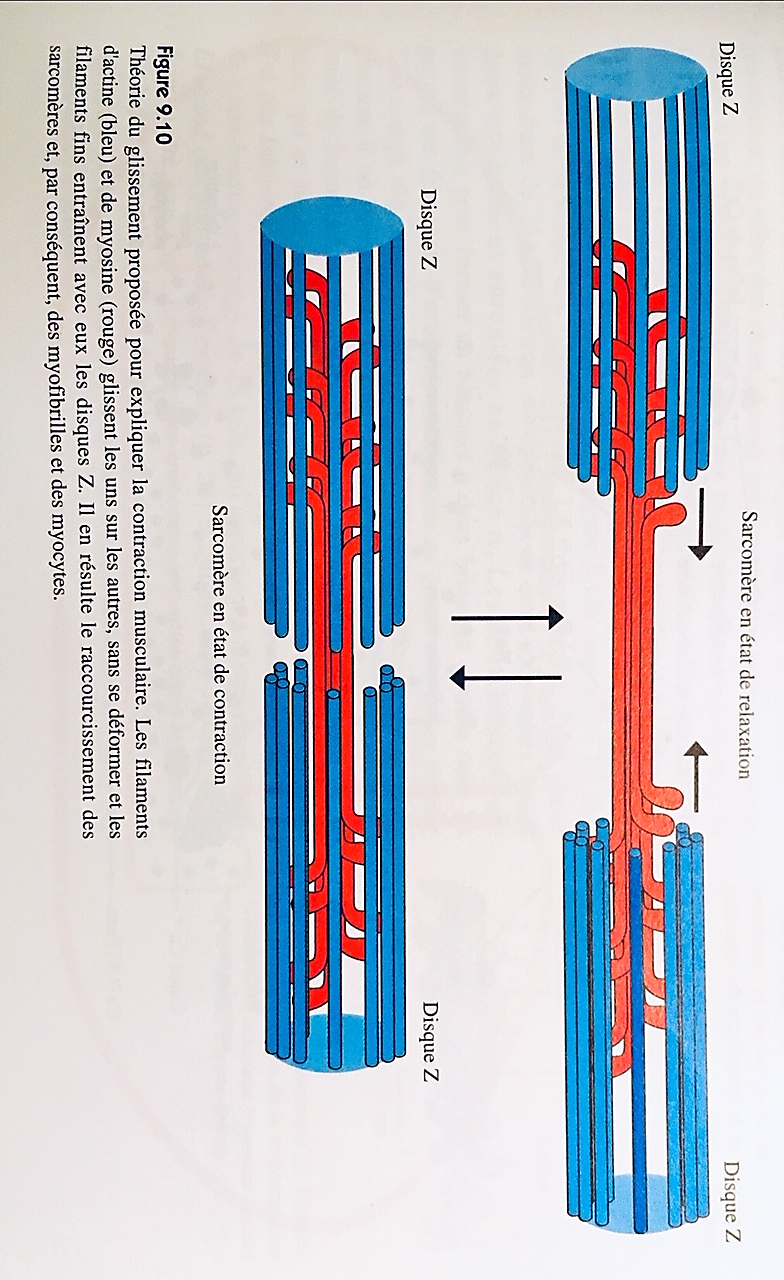 Sarcomère en état de relaxation
Disque Z
Disque Z
Disque Z
Disque Z
Sarcomère en état de contraction
Figure 9.10
Théorie du glissement proposée pour expliquer la contraction musculaire. Les filaments
d'actine (bleu) et de myosine (rouge) glissent les uns sur les autres, sans se déformer et les
filaments fins entraînent avec eux les disques Z. Il en résulte le raccourcissement des
sarcomères et, par conséquent, des myofibrilles et des myocytes.